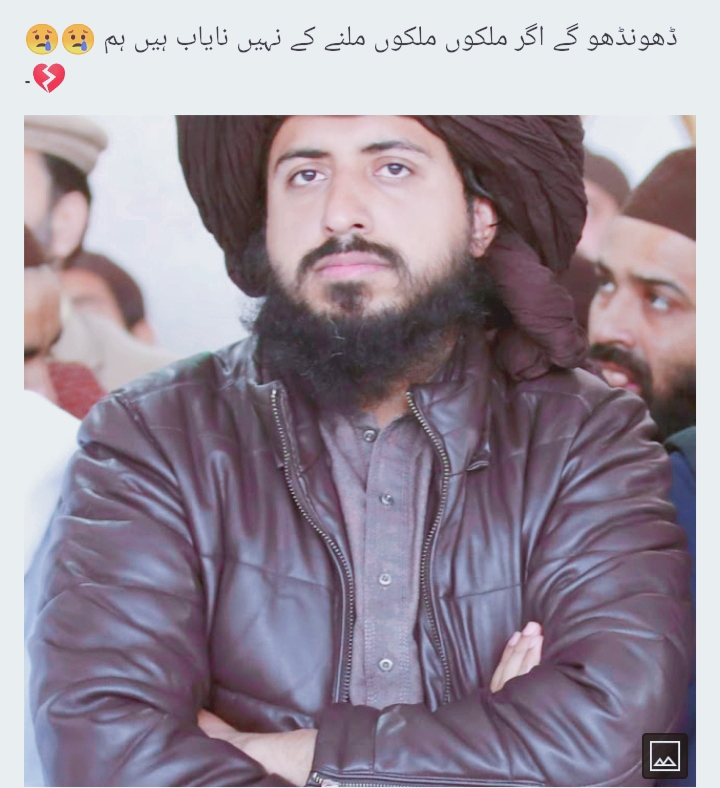 ڈھونڈھو گے اگر ملکوں ملکوں ملنے کے نہیں نایاب ہیں ہم 😢😢
💔۔